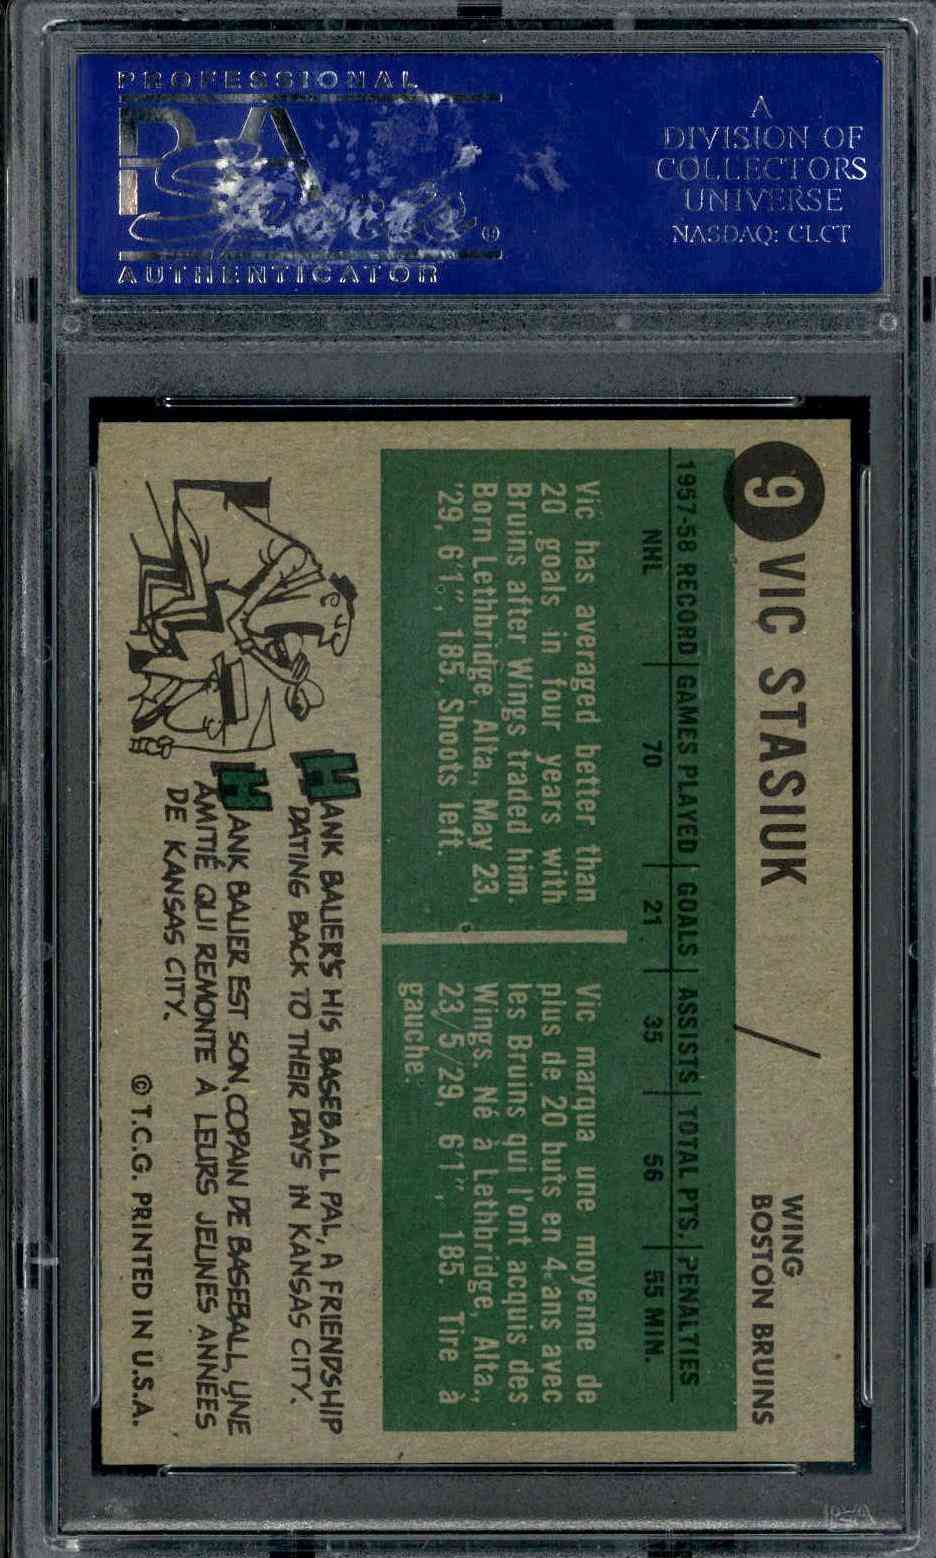 PROFESSIONAL
PSA
AUTHENTICATOR
®
A
DIVISION OF
COLLECTORS
UNIVERSE
NASDAQ: CLCT
9 VIC STASIUK
WING
BOSTON BRUINS
1957-58 RECORD GAMES PLAYED GOALS ASSISTS TOTAL PTS. PENALTIES
NHL 70 21 35 56 55 MIN.
Vic has averaged better than
20 goals in four years with
Bruins after Wings traded him.
Born Lethbridge, Alta., May 23,
'29, 6'1", 185. Shoots left.
Vic marqua une moyenne de
plus de 20 buts en 4 ans avec
les Bruins qui l'ont acquis des
Wings. Né à Lethbridge, Alta.,
23/5/29, 6'1", 185. Tire à
gauche.
HANK BAUER'S HIS BASEBALL PAL, A FRIENDSHIP
DATING BACK TO THEIR DAYS IN KANSAS CITY.
HANK BAUER EST SON COPAIN DE BASEBALL, UNE
AMITIÉ QUI REMONTE À LEURS JEUNES ANNÉES
DE KANSAS CITY.
© T.C.G. PRINTED IN U.S.A.
PSA